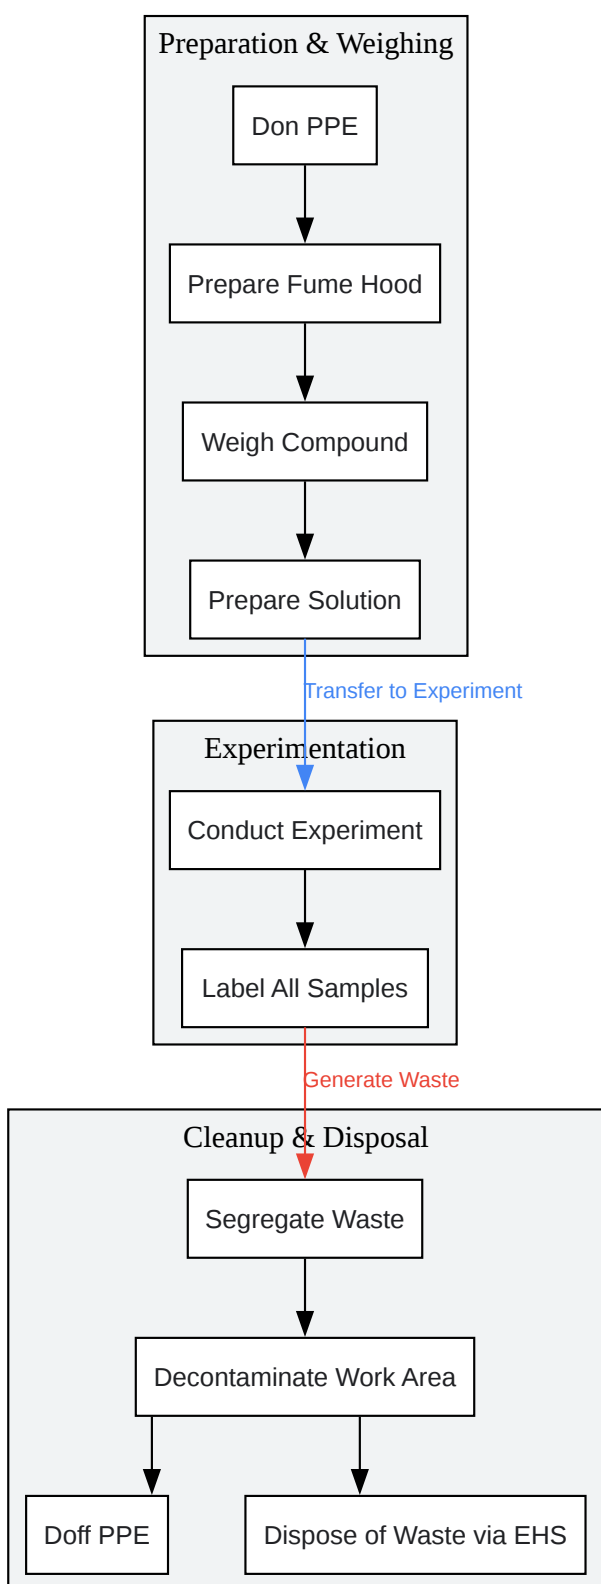 Preparation & Weighing
Don PPE
Prepare Fume Hood
Weigh Compound
Prepare Solution
Transfer to Experiment
Experimentation
Conduct Experiment
Label All Samples
Generate Waste
Cleanup & Disposal
Segregate Waste
Decontaminate Work Area
Doff PPE
Dispose of Waste via EHS